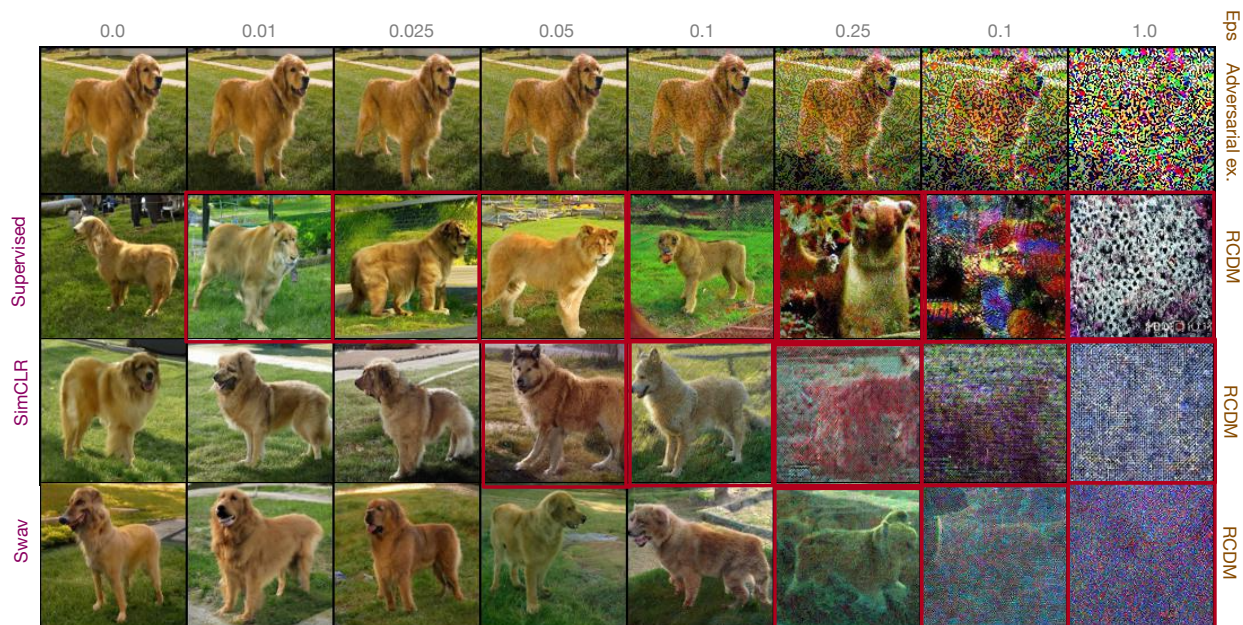 0.0 0.01 0.025 0.05 0.1 0.25 0.1 1.0 Eps
Adversarial ex.
Supervised RCDM
SimCLR RCDM
Swav RCDM